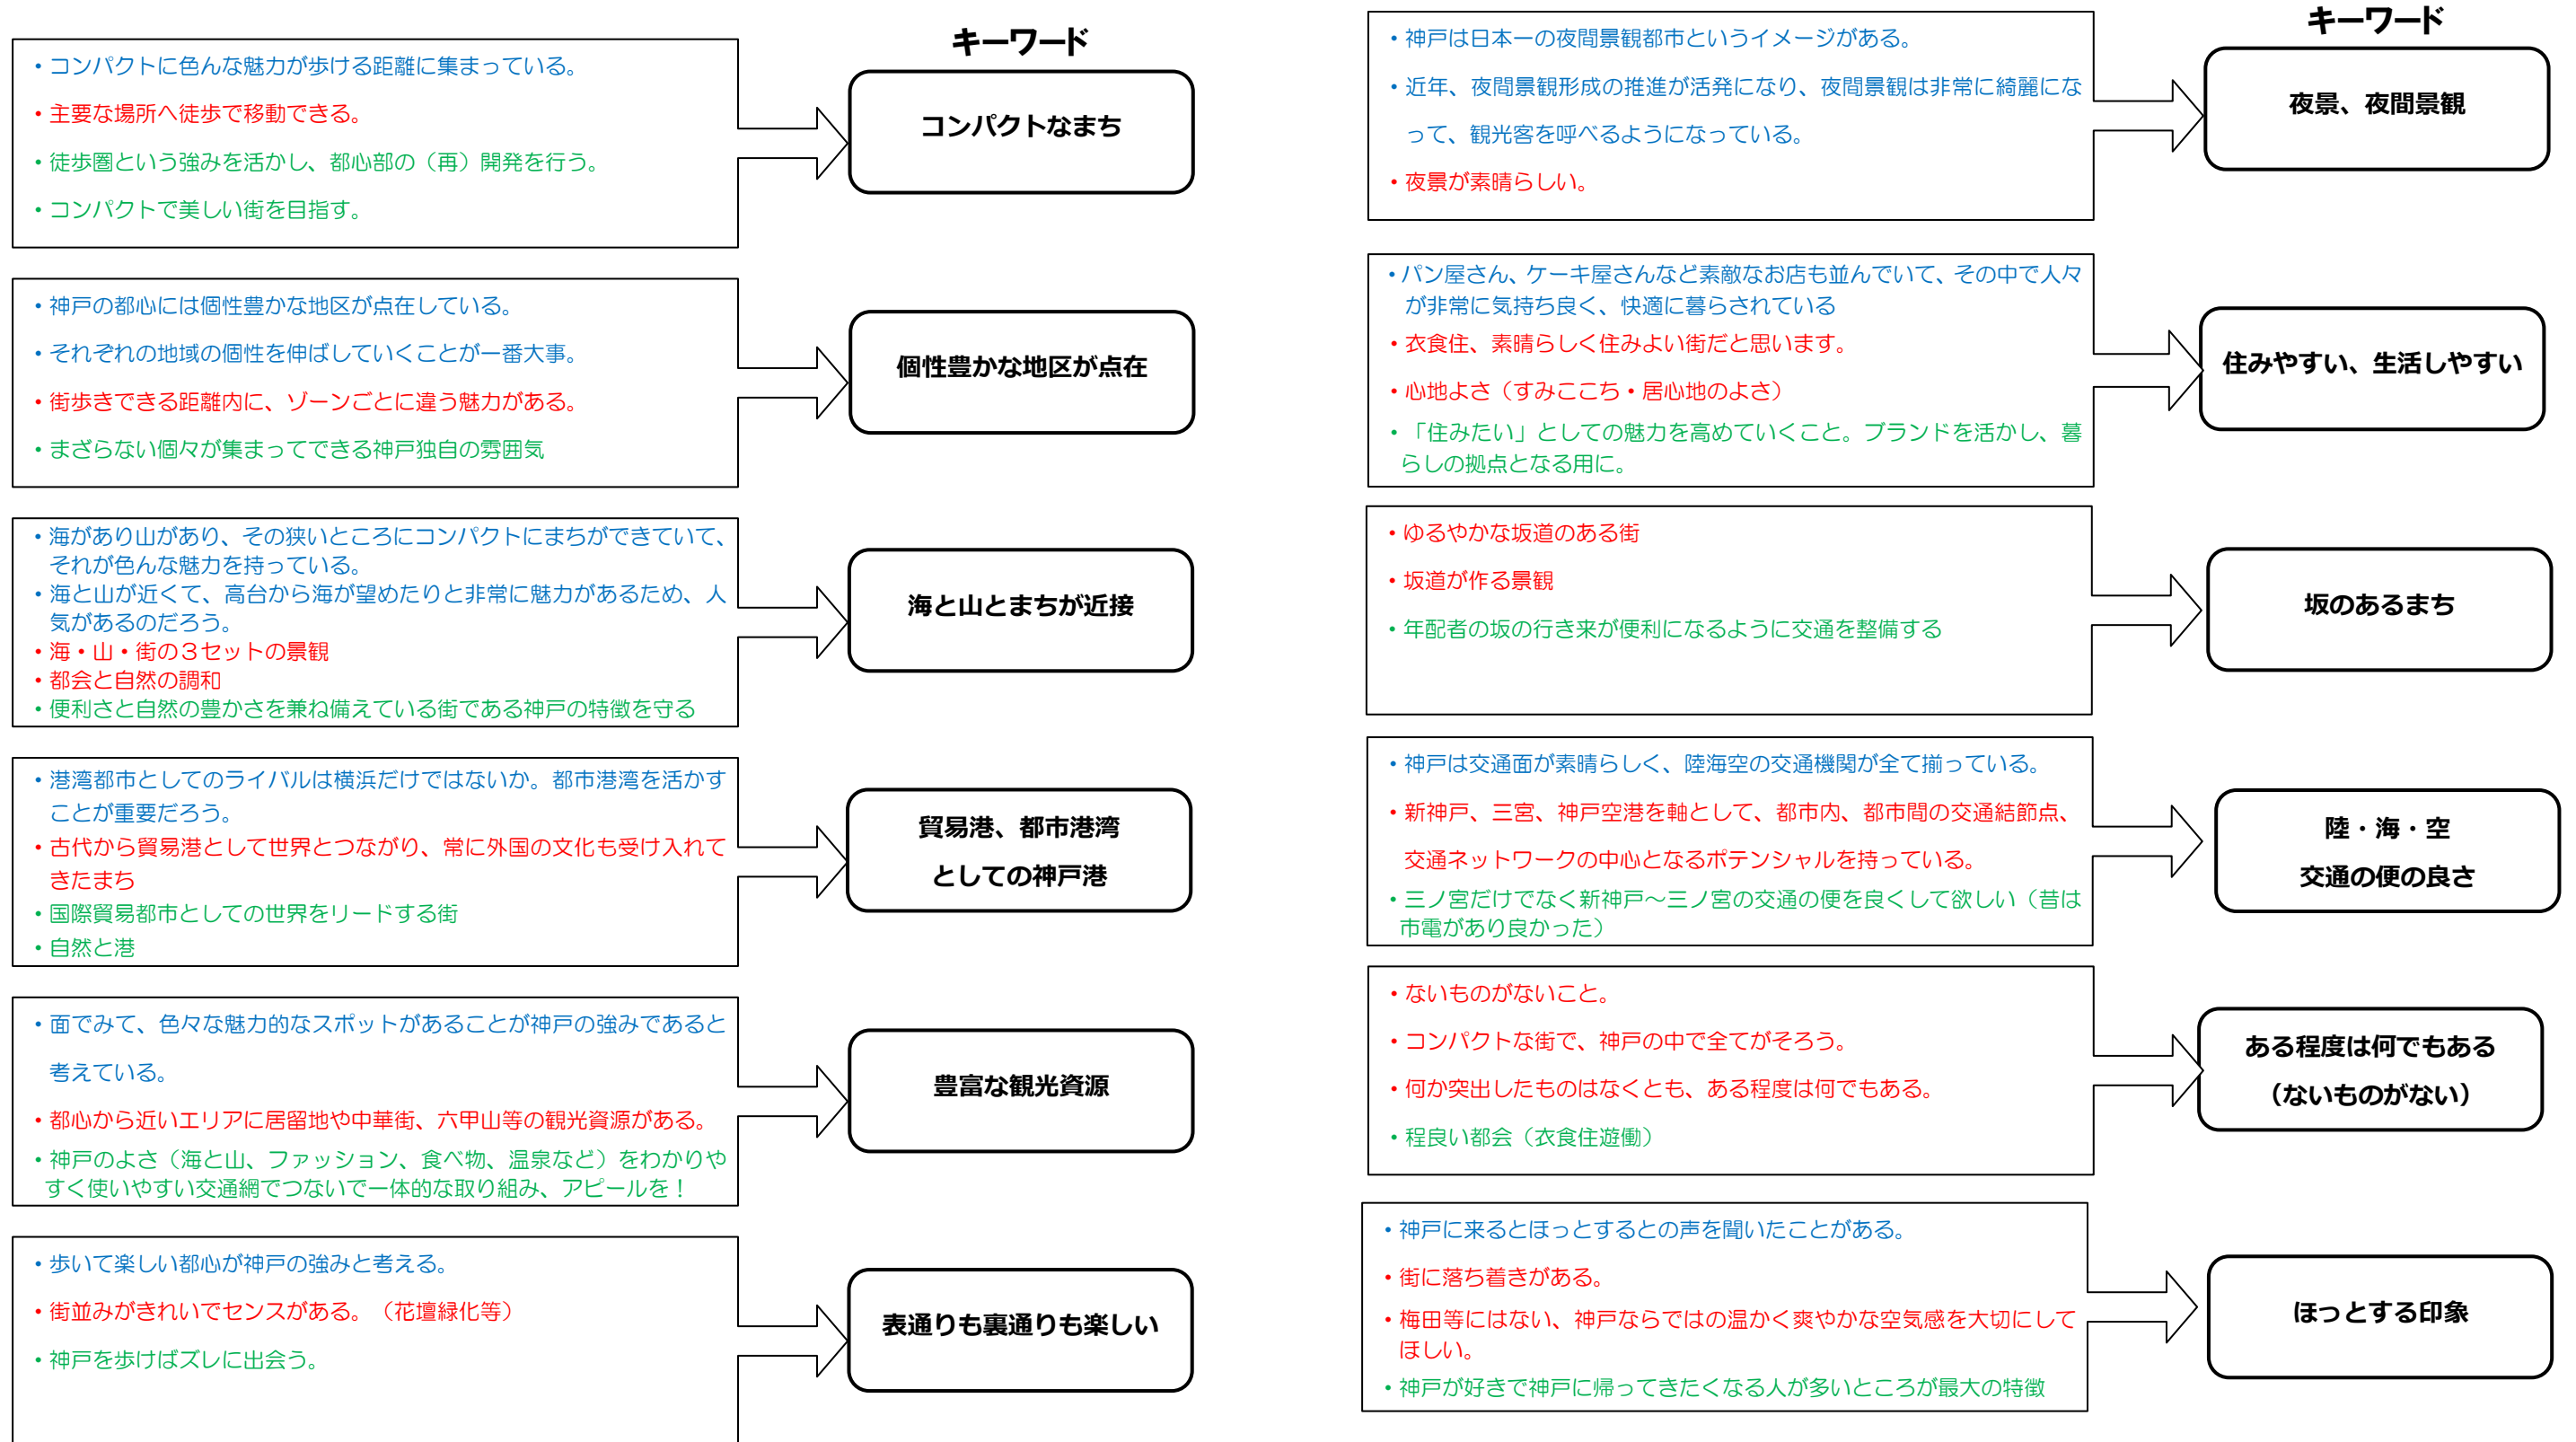 キーワード
・コンパクトに色んな魅力が歩ける距離に集まっている。
・主要な場所へ徒歩で移動できる。
・徒歩圏という強みを活かし、都心部の（再）開発を行う。
・コンパクトで美しい街を目指す。
コンパクトなまち
・神戸の都心には個性豊かな地区が点在している。
・それぞれの地域の個性を伸ばしていくことが一番大事。
・街歩きできる距離内に、ゾーンごとに違う魅力がある。
・まざらない個々が集まってできる神戸独自の雰囲気
個性豊かな地区が点在
・海があり山があり、その狭いところにコンパクトにまちができていて、
それが色んな魅力を持っている。
・海と山が近くて、高台から海が望めたりと非常に魅力があるため、人
気があるのだろう。
・海・山・街の３セットの景観
・都会と自然の調和
・便利さと自然の豊かさを兼ね備えている街である神戸の特徴を守る
海と山とまちが近接
・港湾都市としてのライバルは横浜だけではないか。都市港湾を活かす
ことが重要だろう。
・古代から貿易港として世界とつながり、常に外国の文化も受け入れて
きたまち
・国際貿易都市としての世界をリードする街
・自然と港
貿易港、都市港湾
としての神戸港
・面でみて、色々な魅力的なスポットがあることが神戸の強みであると
考えている。
・都心から近いエリアに居留地や中華街、六甲山等の観光資源がある。
・神戸のよさ（海と山、ファッション、食べ物、温泉など）をわかりや
すく使いやすい交通網でつないで一体的な取り組み、アピールを！
豊富な観光資源
・歩いて楽しい都心が神戸の強みと考える。
・街並みがきれいでセンスがある。（花壇緑化等）
・神戸を歩けばズレに出会う。
表通りも裏通りも楽しい
キーワード
・神戸は日本一の夜間景観都市というイメージがある。
・近年、夜間景観形成の推進が活発になり、夜間景観は非常に綺麗にな
って、観光客を呼べるようになっている。
・夜景が素晴らしい。
夜景、夜間景観
・パン屋さん、ケーキ屋さんなど素敵なお店も並んでいて、その中で人々
が非常に気持ち良く、快適に暮らされている
・衣食住、素晴らしく住みよい街だと思います。
・心地よさ（すみここち・居心地のよさ）
・「住みたい」としての魅力を高めていくこと。ブランドを活かし、暮
らしの拠点となる用に。
住みやすい、生活しやすい
・ゆるやかな坂道のある街
・坂道が作る景観
・年配者の坂の行き来が便利になるように交通を整備する
坂のあるまち
・神戸は交通面が素晴らしく、陸海空の交通機関が全て揃っている。
・新神戸、三宮、神戸空港を軸として、都市内、都市間の交通結節点、
交通ネットワークの中心となるポテンシャルを持っている。
・三ノ宮だけでなく新神戸～三ノ宮の交通の便を良くして欲しい（昔は
市電があり良かった）
陸・海・空
交通の便の良さ
・ないものがないこと。
・コンパクトな街で、神戸の中で全てがそろう。
・何か突出したものはなくとも、ある程度は何でもある。
・程良い都会（衣食住遊働）
ある程度は何でもある
（ないものがない）
・神戸に来るとほっとするとの声を聞いたことがある。
・街に落ち着きがある。
・梅田等にはない、神戸ならではの温かく爽やかな空気感を大切にして
ほしい。
・神戸が好きで神戸に帰ってきたくなる人が多いところが最大の特徴
ほっとする印象